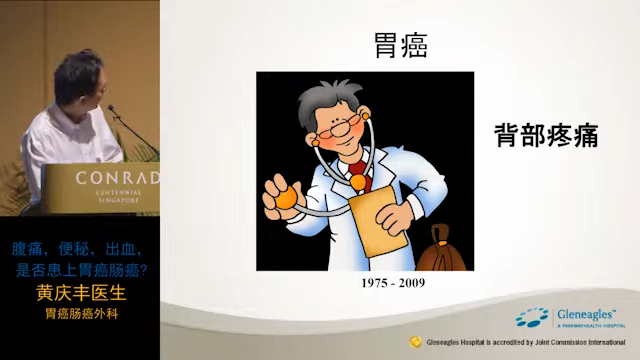 胃癌
背部疼痛
1975 - 2009
CONRAD
CENTENNIAL
SINGAPORE
腹痛，便秘，出血，
是否患上胃癌肠癌?
黄庆丰医生
胃癌肠癌外科
Gleneagles™
A PARKWAYHEALTH HOSPITAL
Gleneagles Hospital is accredited by Joint Commission International